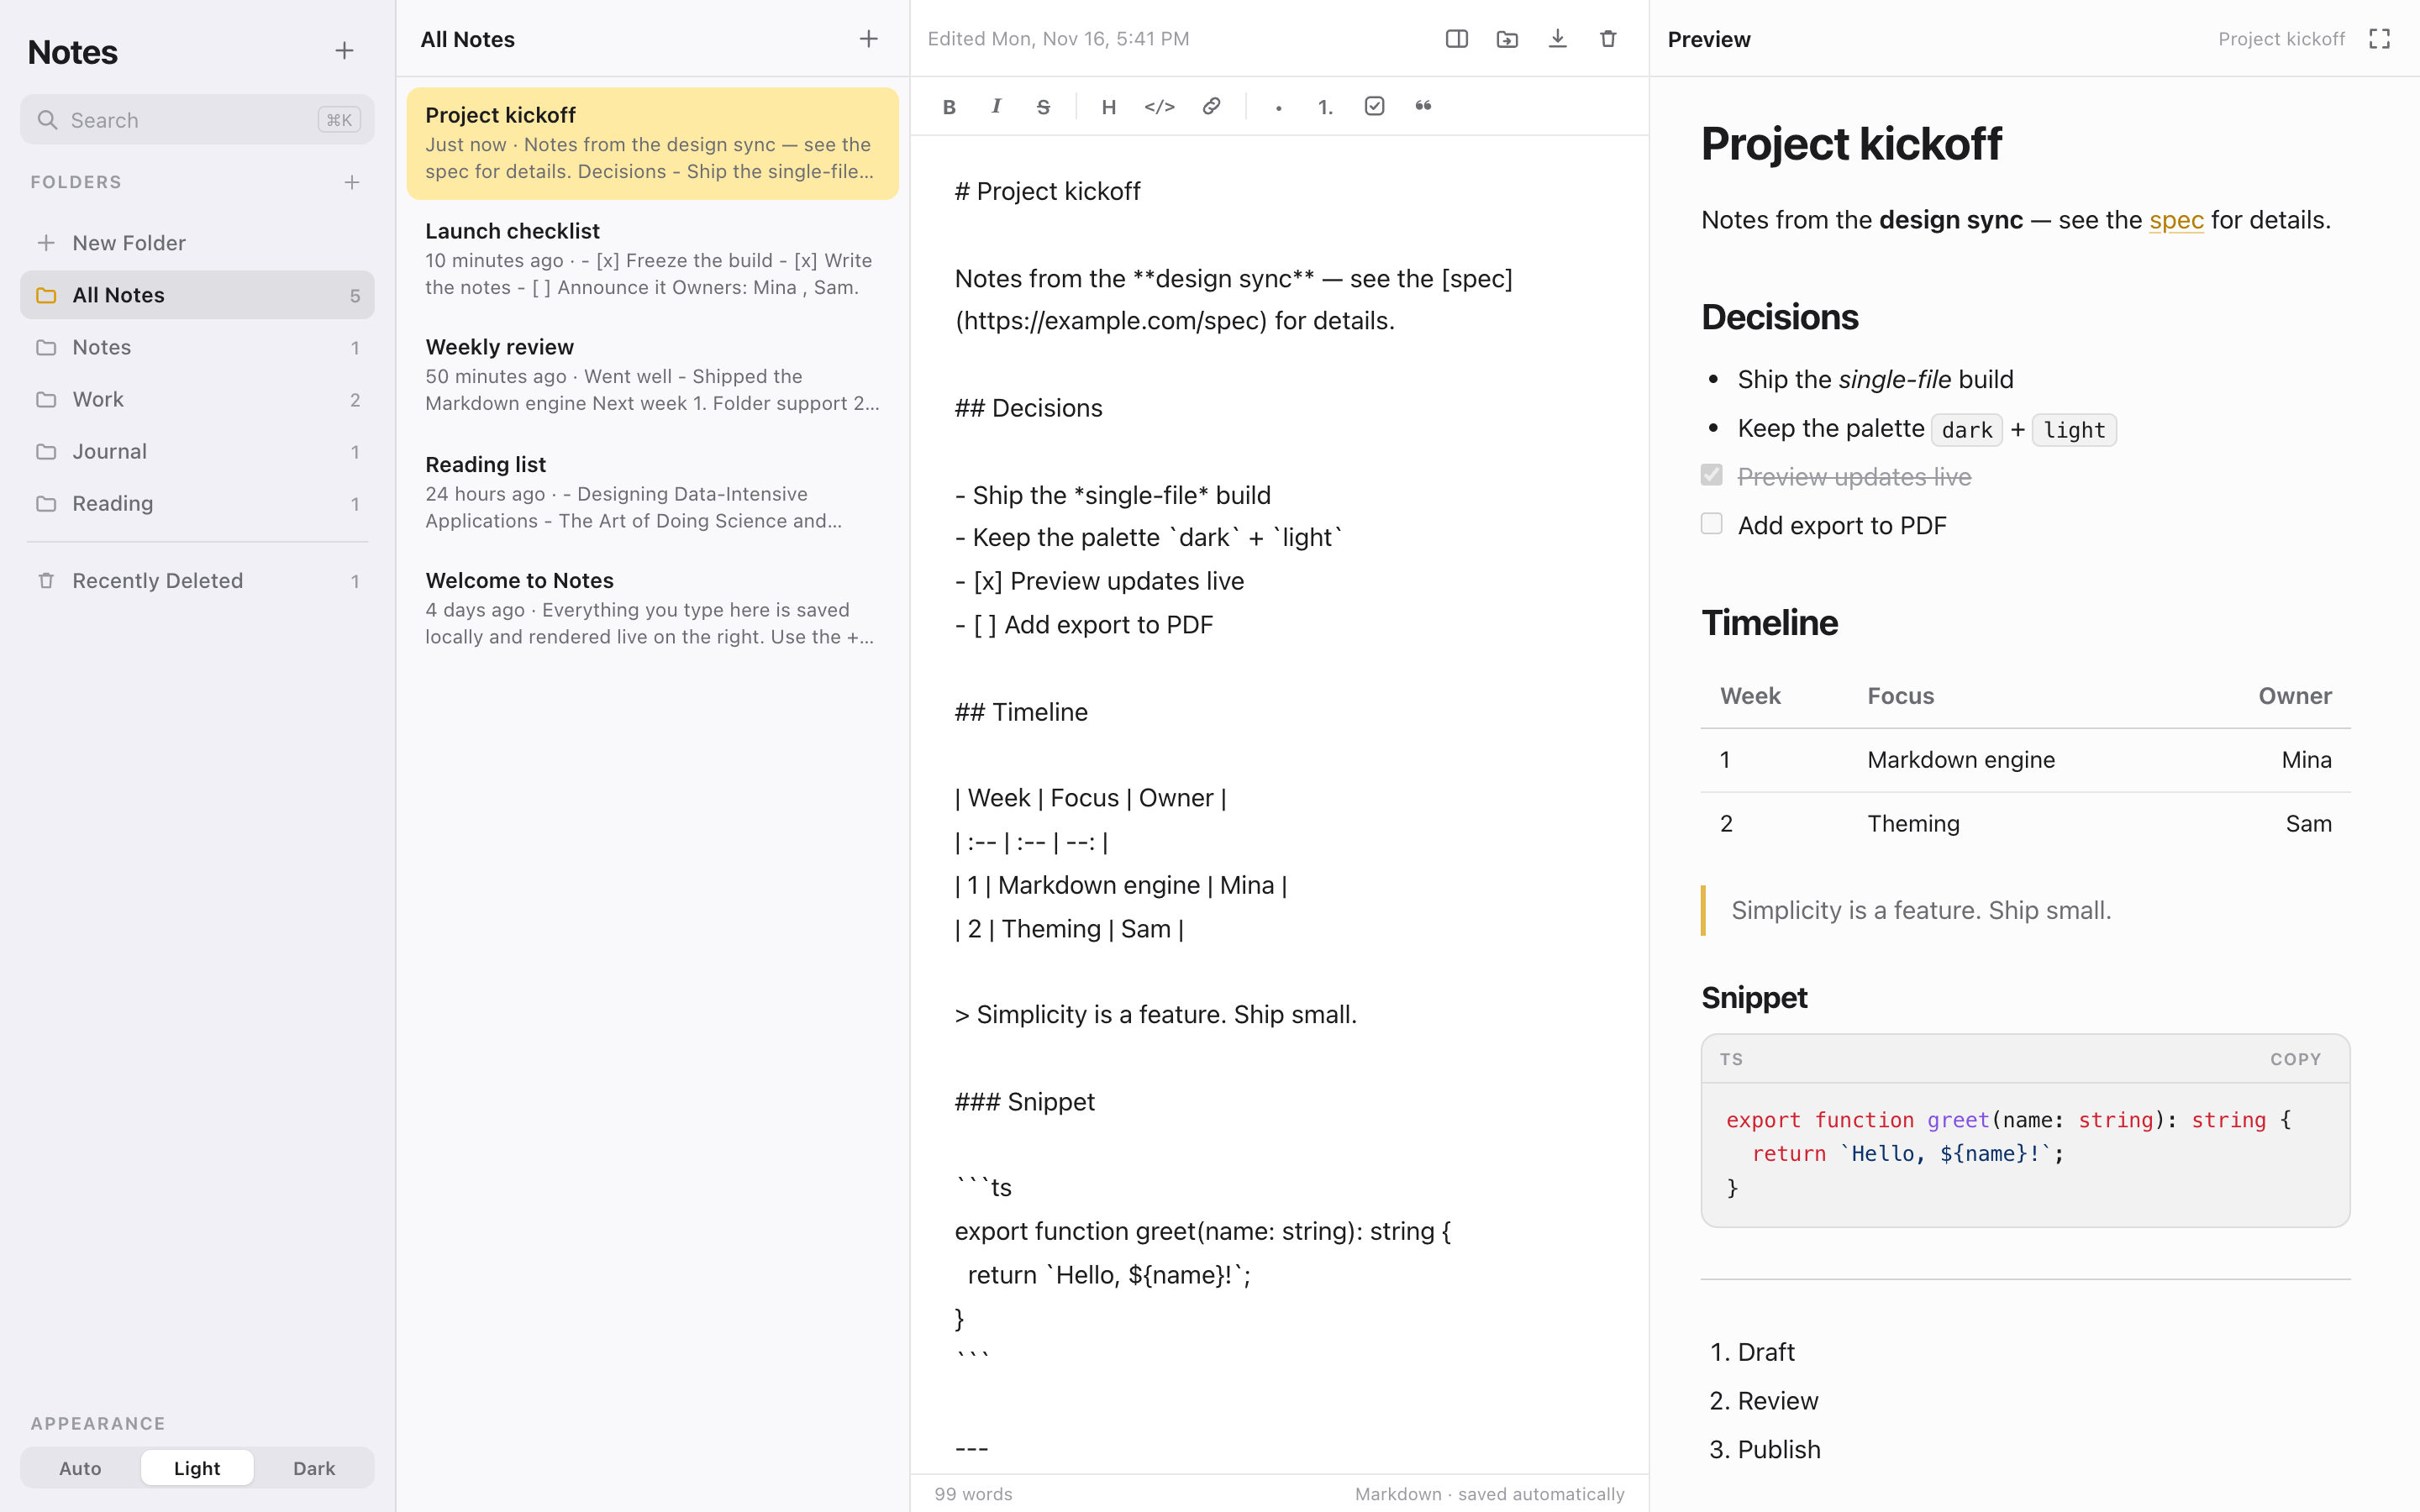 Notes
Search
⌘K
FOLDERS
New Folder
All Notes 5
Notes 1
Work 2
Journal 1
Reading 1
Recently Deleted 1
APPEARANCE
Auto Light Dark
All Notes
Project kickoff
Just now · Notes from the design sync — see the
spec for details. Decisions - Ship the single-file...
Launch checklist
10 minutes ago · - [x] Freeze the build - [x] Write
the notes - [ ] Announce it Owners: Mina , Sam.
Weekly review
50 minutes ago · Went well - Shipped the
Markdown engine Next week 1. Folder support 2...
Reading list
24 hours ago · - Designing Data-Intensive
Applications - The Art of Doing Science and...
Welcome to Notes
4 days ago · Everything you type here is saved
locally and rendered live on the right. Use the +...
Edited Mon, Nov 16, 5:41 PM
B I S H </> • 1. ❝
# Project kickoff
Notes from the **design sync** — see the [spec]
(https://example.com/spec) for details.
## Decisions
- Ship the *single-file* build
- Keep the palette `dark` + `light`
- [x] Preview updates live
- [ ] Add export to PDF
## Timeline
| Week | Focus | Owner |
| :-- | :-- | --: |
| 1 | Markdown engine | Mina |
| 2 | Theming | Sam |
> Simplicity is a feature. Ship small.
### Snippet
```ts
export function greet(name: string): string {
  return `Hello, ${name}!`;
}
```
---
99 words
Markdown · saved automatically
Preview
Project kickoff
Project kickoff
Notes from the design sync — see the spec for details.
Decisions
• Ship the single-file build
• Keep the palette dark + light
Preview updates live
Add export to PDF
Timeline
Week Focus Owner
1 Markdown engine Mina
2 Theming Sam
Simplicity is a feature. Ship small.
Snippet
TS COPY
export function greet(name: string): string {
  return `Hello, ${name}!`;
}
1. Draft
2. Review
3. Publish